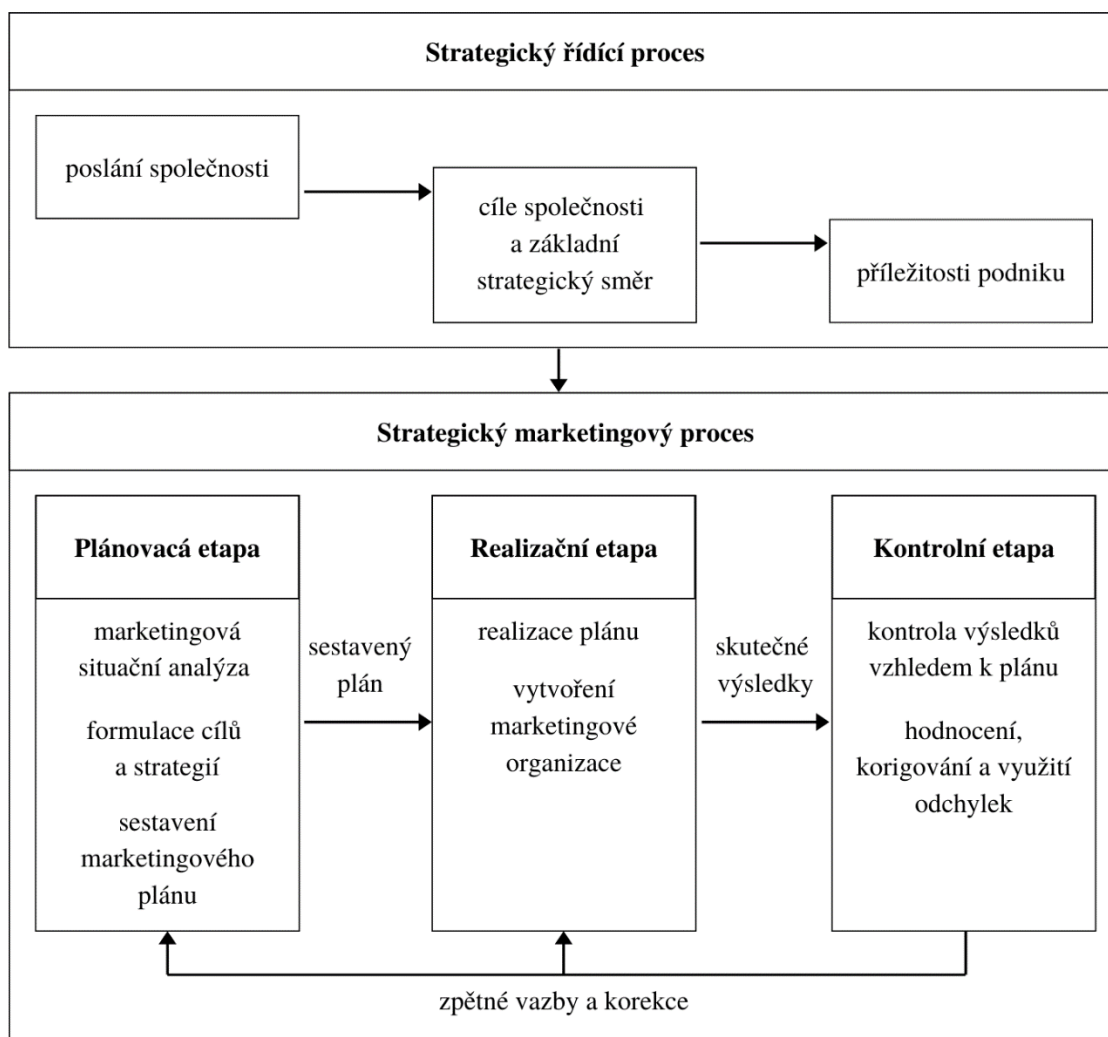 Strategický řídící proces
poslání společnosti
cíle společnosti
a základní
strategický směr
příležitosti podniku
Strategický marketingový proces
Plánovacá etapa
marketingová
situační analýza
formulace cílů
a strategií
sestavení
marketingového
plánu
sestavený
plán
Realizační etapa
realizace plánu
vytvoření
marketingové
organizace
skutečné
výsledky
Kontrolní etapa
kontrola výsledků
vzhledem k plánu
hodnocení,
korigování a využití
odchylek
zpětné vazby a korekce